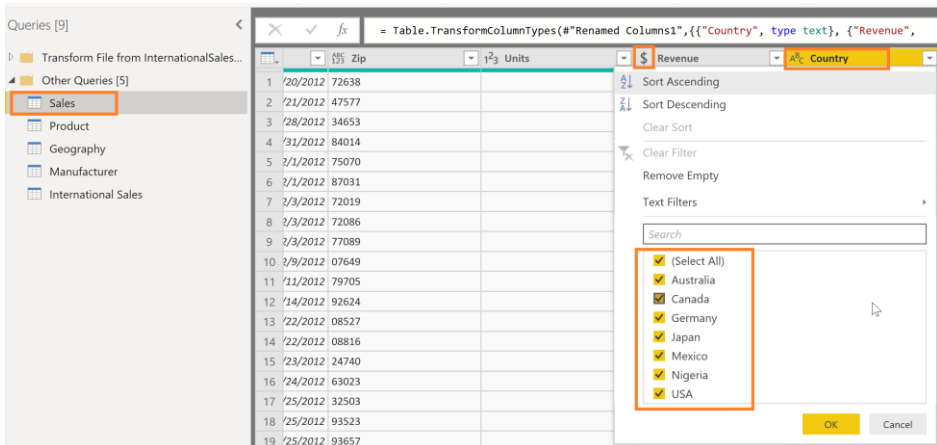 Queries [9]
Transform File from InternationalSales...
Other Queries [5]
Sales
Product
Geography
Manufacturer
International Sales
fx = Table.TransformColumnTypes(#"Renamed Columns1",{{"Country", type text}, {"Revenue",
ABC 123 Zip 1²3 Units $ Revenue ABC Country
1 /20/2012 72638
2 /21/2012 47577
3 /28/2012 34653
4 /31/2012 84014
5 2/1/2012 75070
6 2/1/2012 87031
7 2/3/2012 72019
8 2/3/2012 72086
9 2/3/2012 77089
10 2/9/2012 07649
11 /11/2012 79705
12 /14/2012 92624
13 /22/2012 08527
14 /22/2012 08816
15 /23/2012 24740
16 /24/2012 63023
17 /25/2012 32503
18 /25/2012 93523
19 /25/2012 93657
Sort Ascending
Sort Descending
Clear Sort
Clear Filter
Remove Empty
Text Filters
Search
(Select All)
Australia
Canada
Germany
Japan
Mexico
Nigeria
USA
OK Cancel